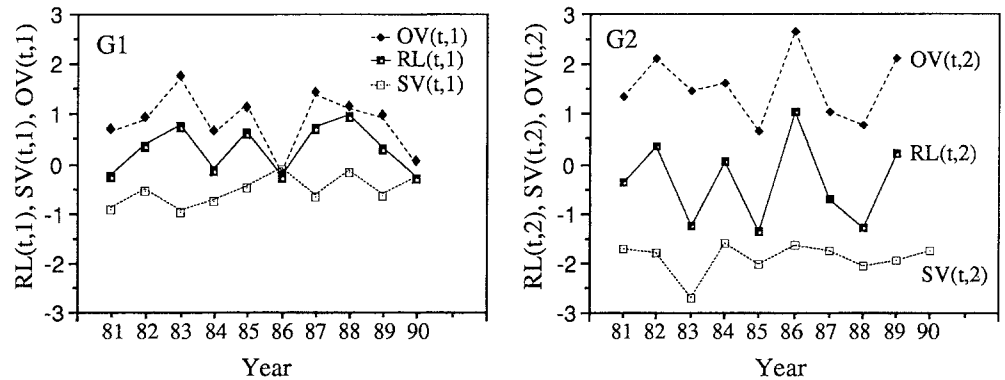 RL(t,1), SV(t,1), OV(t,1)
3
2
1
0
-1
-2
-3
G1
OV(t,1)
RL(t,1)
SV(t,1)
81 82 83 84 85 86 87 88 89 90
Year
RL(t,2), SV(t,2), OV(t,2)
3
2
1
0
-1
-2
-3
G2
OV(t,2)
RL(t,2)
SV(t,2)
81 82 83 84 85 86 87 88 89 90
Year